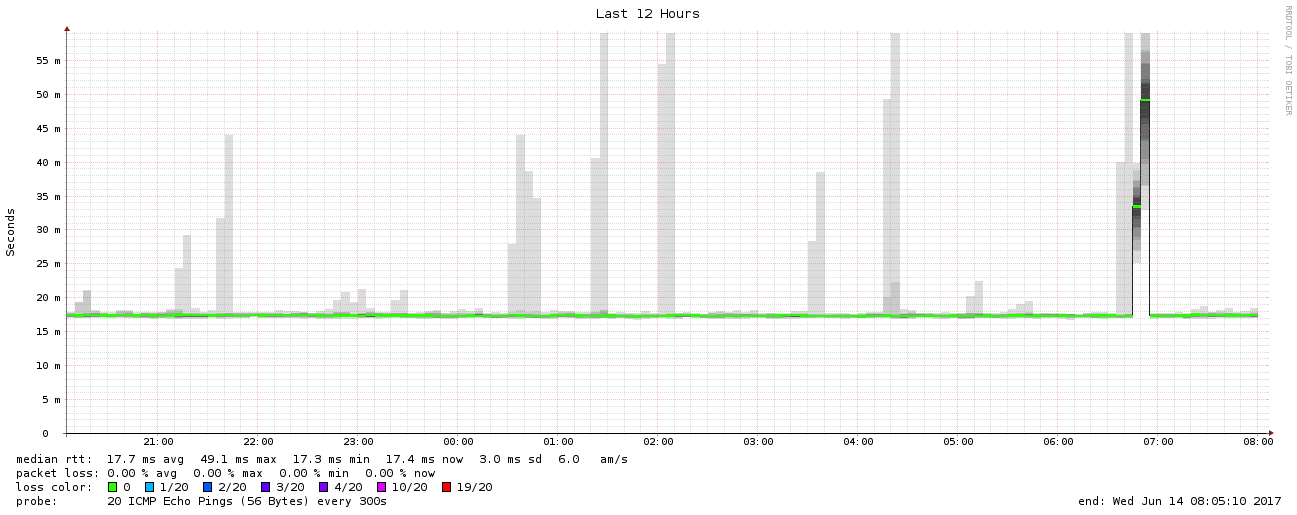 Last 12 Hours
RRDTOOL / TOBI OETIKER
Seconds
55 m
50 m
45 m
40 m
35 m
30 m
25 m
20 m
15 m
10 m
5 m
0
21:00 22:00 23:00 00:00 01:00 02:00 03:00 04:00 05:00 06:00 07:00 08:00
median rtt: 17.7 ms avg 49.1 ms max 17.3 ms min 17.4 ms now 3.0 ms sd 6.0 am/s
packet loss: 0.00 % avg 0.00 % max 0.00 % min 0.00 % now
loss color: 0 1/20 2/20 3/20 4/20 10/20 19/20
probe: 20 ICMP Echo Pings (56 Bytes) every 300s end: Wed Jun 14 08:05:10 2017